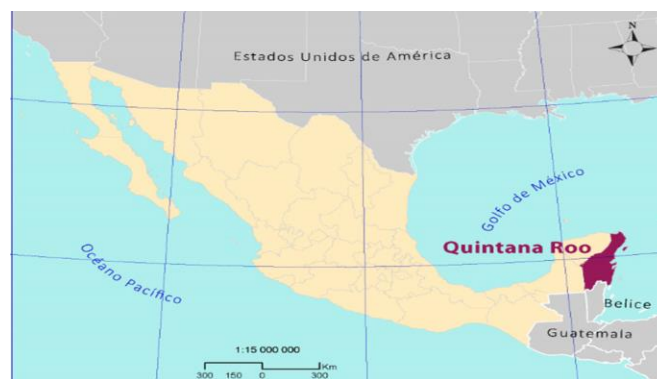 N
Estados Unidos de América
Golfo de México
Quintana Roo
Océano Pacífico
Belice
Guatemala
1:15 000 000
Km
300 150 0 300